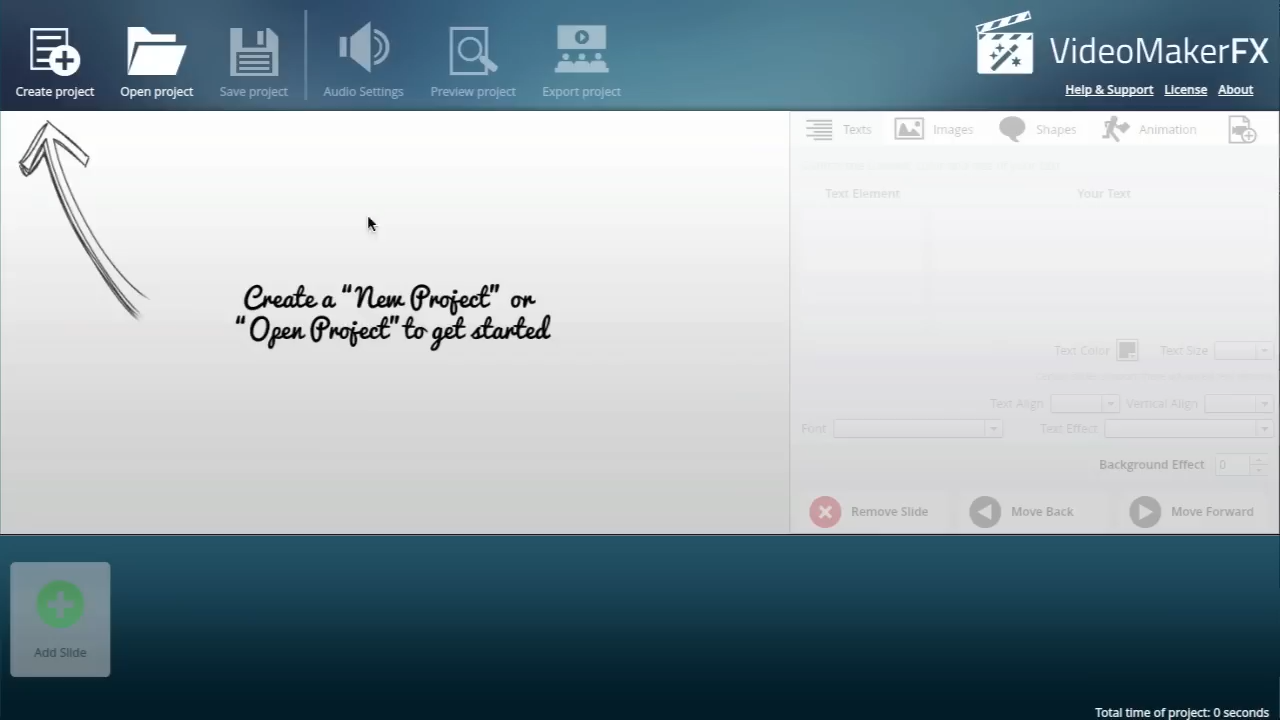 Create project
Open project
Save project
Audio Settings
Preview project
Export project
VideoMakerFX
Help & Support
License
About
Texts
Images
Shapes
Animation
Text Element
Your Text
Create a “New Project” or
“Open Project” to get started
Text Color
Text Size
Text Align
Vertical Align
Font
Text Effect
Background Effect
0
Remove Slide
Move Back
Move Forward
Add Slide
Total time of project: 0 seconds